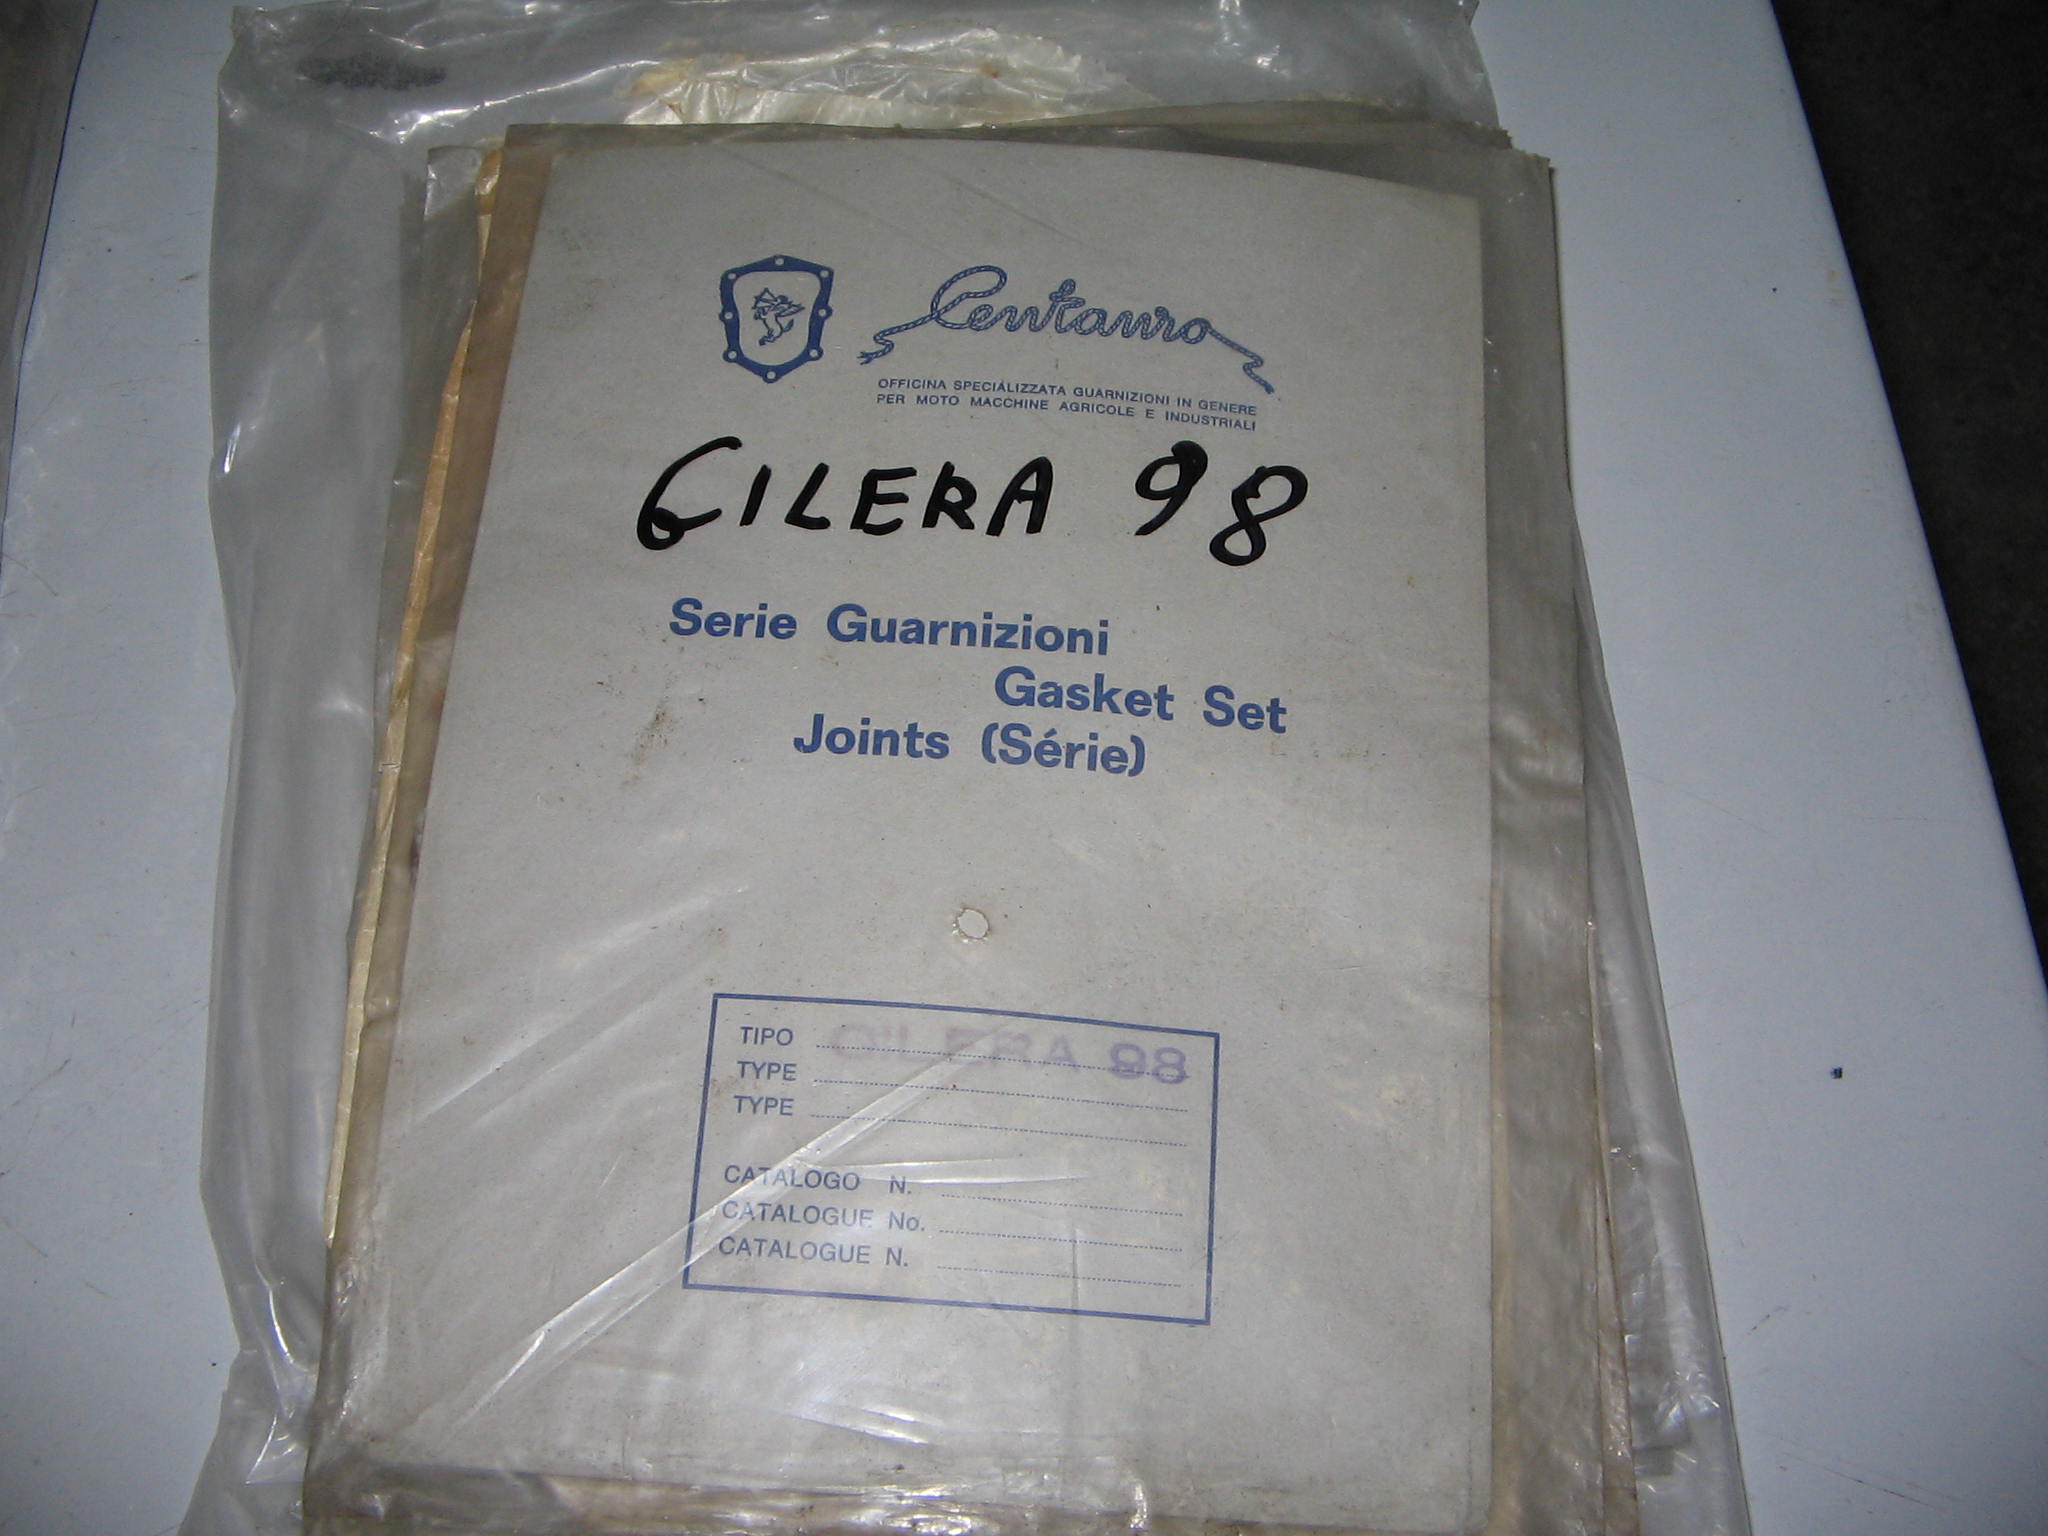 Centauro
OFFICINA SPECIALIZZATA GUARNIZIONI IN GENERE
PER MOTO MACCHINE AGRICOLE E INDUSTRIALI
GILERA 98
Serie Guarnizioni
Gasket Set
Joints (Série)
TIPO GILERA 98
TYPE
TYPE
CATALOGO N.
CATALOGUE No.
CATALOGUE N.